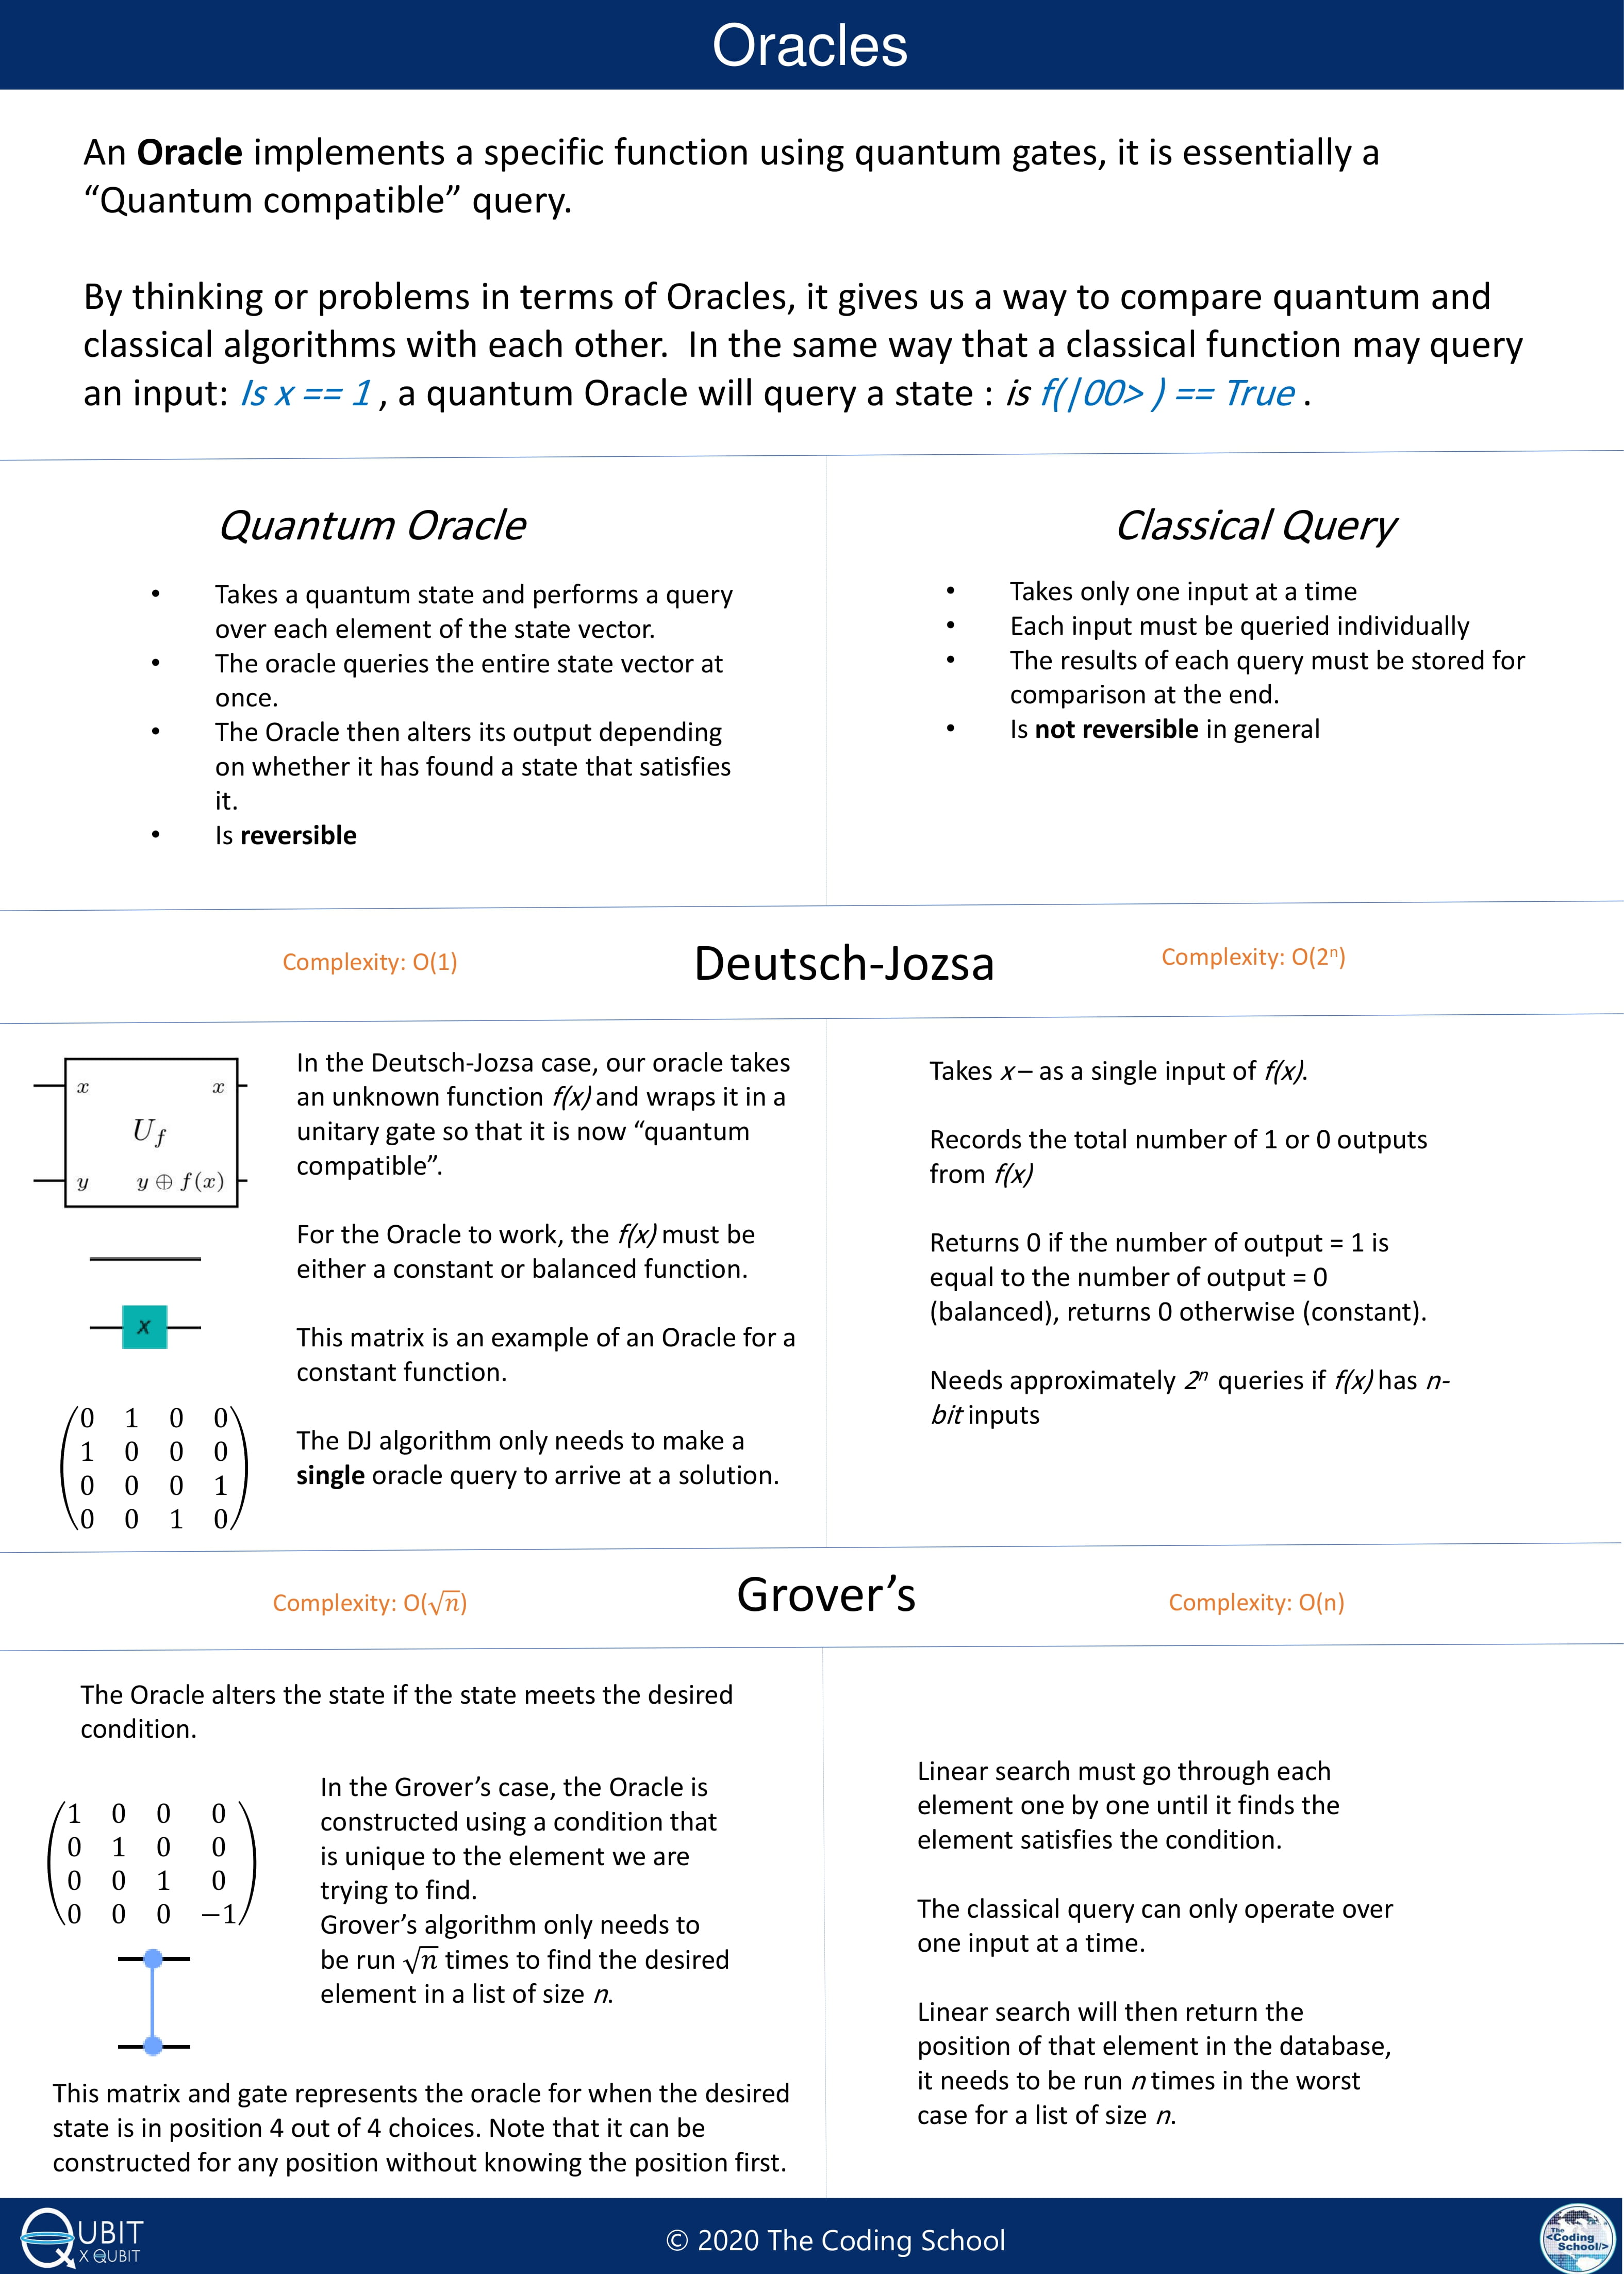 Oracles
An Oracle implements a specific function using quantum gates, it is essentially a
“Quantum compatible” query.
By thinking or problems in terms of Oracles, it gives us a way to compare quantum and
classical algorithms with each other. In the same way that a classical function may query
an input: Is x == 1 , a quantum Oracle will query a state : is f(|00> ) == True .
Quantum Oracle
• Takes a quantum state and performs a query
over each element of the state vector.
• The oracle queries the entire state vector at
once.
• The Oracle then alters its output depending
on whether it has found a state that satisfies
it.
• Is reversible
Classical Query
• Takes only one input at a time
• Each input must be queried individually
• The results of each query must be stored for
comparison at the end.
• Is not reversible in general
Complexity: O(1)
Deutsch-Jozsa
Complexity: O(2ⁿ)
x x
U_f
y y ⊕ f(x)
X
0 1 0 0
1 0 0 0
0 0 0 1
0 0 1 0
In the Deutsch-Jozsa case, our oracle takes
an unknown function f(x) and wraps it in a
unitary gate so that it is now “quantum
compatible”.
For the Oracle to work, the f(x) must be
either a constant or balanced function.
This matrix is an example of an Oracle for a
constant function.
The DJ algorithm only needs to make a
single oracle query to arrive at a solution.
Takes x – as a single input of f(x).
Records the total number of 1 or 0 outputs
from f(x)
Returns 0 if the number of output = 1 is
equal to the number of output = 0
(balanced), returns 0 otherwise (constant).
Needs approximately 2ⁿ queries if f(x) has n-
bit inputs
Complexity: O(√n)
Grover’s
Complexity: O(n)
The Oracle alters the state if the state meets the desired
condition.
1 0 0 0
0 1 0 0
0 0 1 0
0 0 0 −1
In the Grover’s case, the Oracle is
constructed using a condition that
is unique to the element we are
trying to find.
Grover’s algorithm only needs to
be run √n times to find the desired
element in a list of size n.
This matrix and gate represents the oracle for when the desired
state is in position 4 out of 4 choices. Note that it can be
constructed for any position without knowing the position first.
Linear search must go through each
element one by one until it finds the
element satisfies the condition.
The classical query can only operate over
one input at a time.
Linear search will then return the
position of that element in the database,
it needs to be run n times in the worst
case for a list of size n.
QUBIT
X QUBIT
© 2020 The Coding School
The
<Coding
School/>